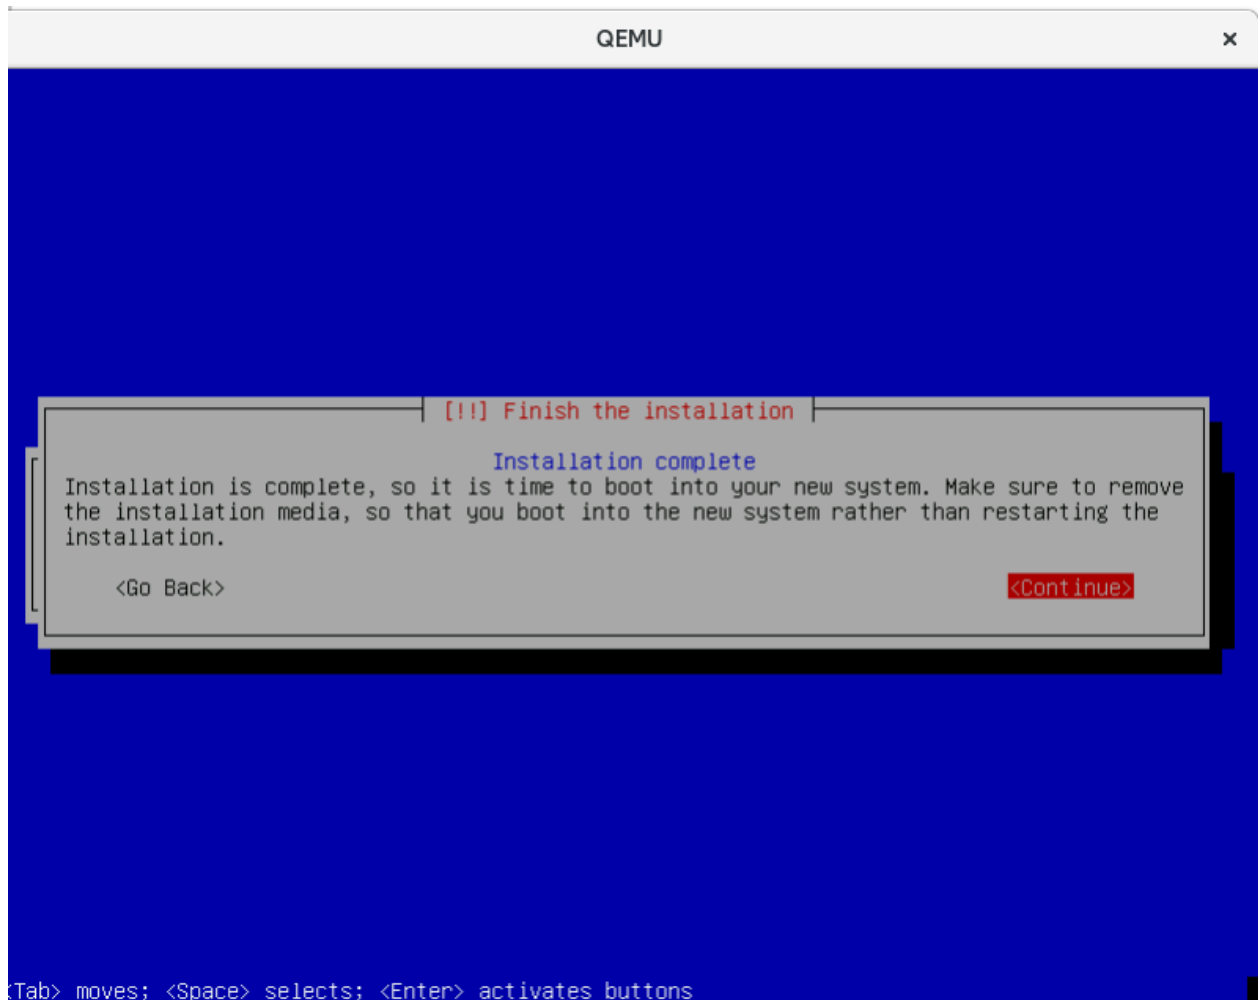 QEMU
[!!] Finish the installation
Installation complete
Installation is complete, so it is time to boot into your new system. Make sure to remove
the installation media, so that you boot into the new system rather than restarting the
installation.
<Go Back> <Continue>
<Tab> moves; <Space> selects; <Enter> activates buttons